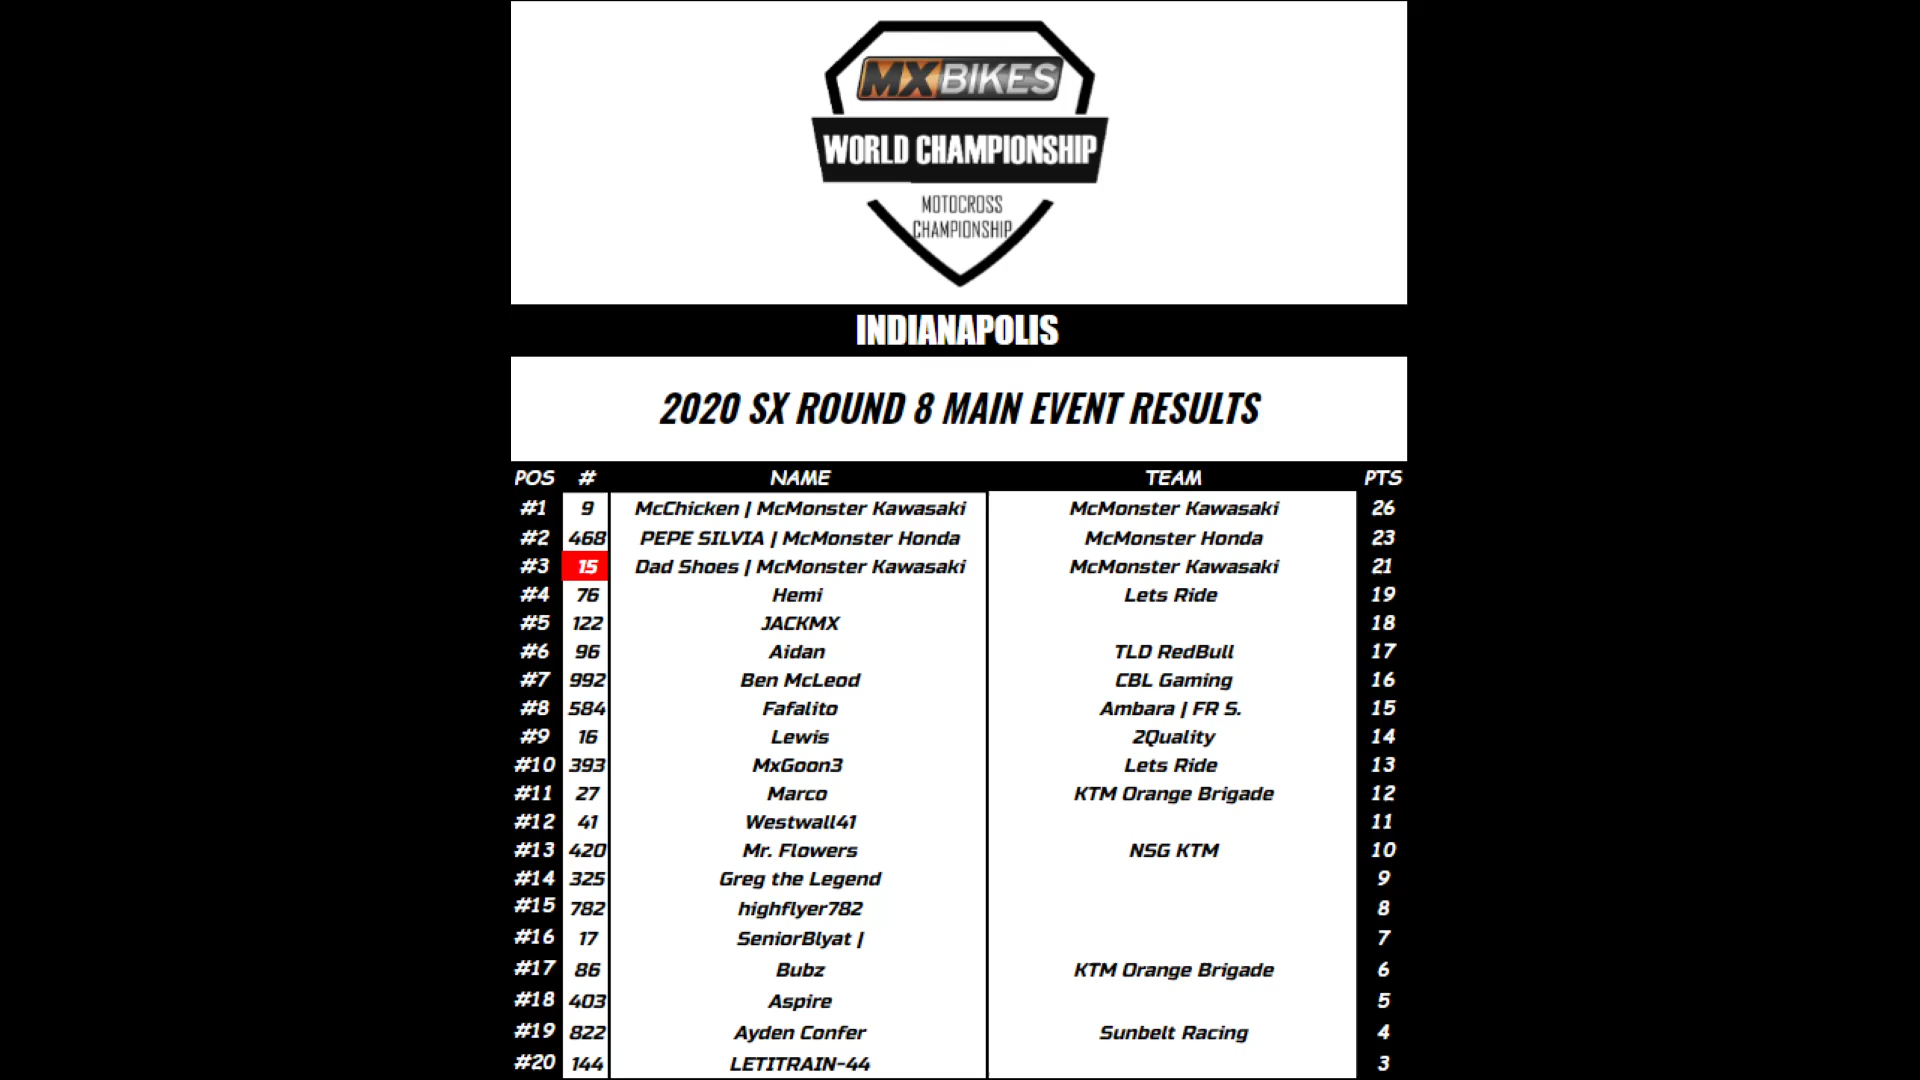 MXBIKES
WORLD CHAMPIONSHIP
MOTOCROSS
CHAMPIONSHIP
INDIANAPOLIS
2020 SX ROUND 8 MAIN EVENT RESULTS
POS # NAME TEAM PTS
#1 9 McChicken | McMonster Kawasaki McMonster Kawasaki 26
#2 468 PEPE SILVIA | McMonster Honda McMonster Honda 23
#3 15 Dad Shoes | McMonster Kawasaki McMonster Kawasaki 21
#4 76 Hemi Lets Ride 19
#5 122 JACKMX 18
#6 96 Aidan TLD RedBull 17
#7 992 Ben McLeod CBL Gaming 16
#8 584 Fafalito Ambara | FR S. 15
#9 16 Lewis 2Quality 14
#10 393 MxGoon3 Lets Ride 13
#11 27 Marco KTM Orange Brigade 12
#12 41 Westwall41 11
#13 420 Mr. Flowers NSG KTM 10
#14 325 Greg the Legend 9
#15 782 highflyer782 8
#16 17 SeniorBlyat | 7
#17 86 Bubz KTM Orange Brigade 6
#18 403 Aspire 5
#19 822 Ayden Confer Sunbelt Racing 4
#20 144 LETITRAIN-44 3